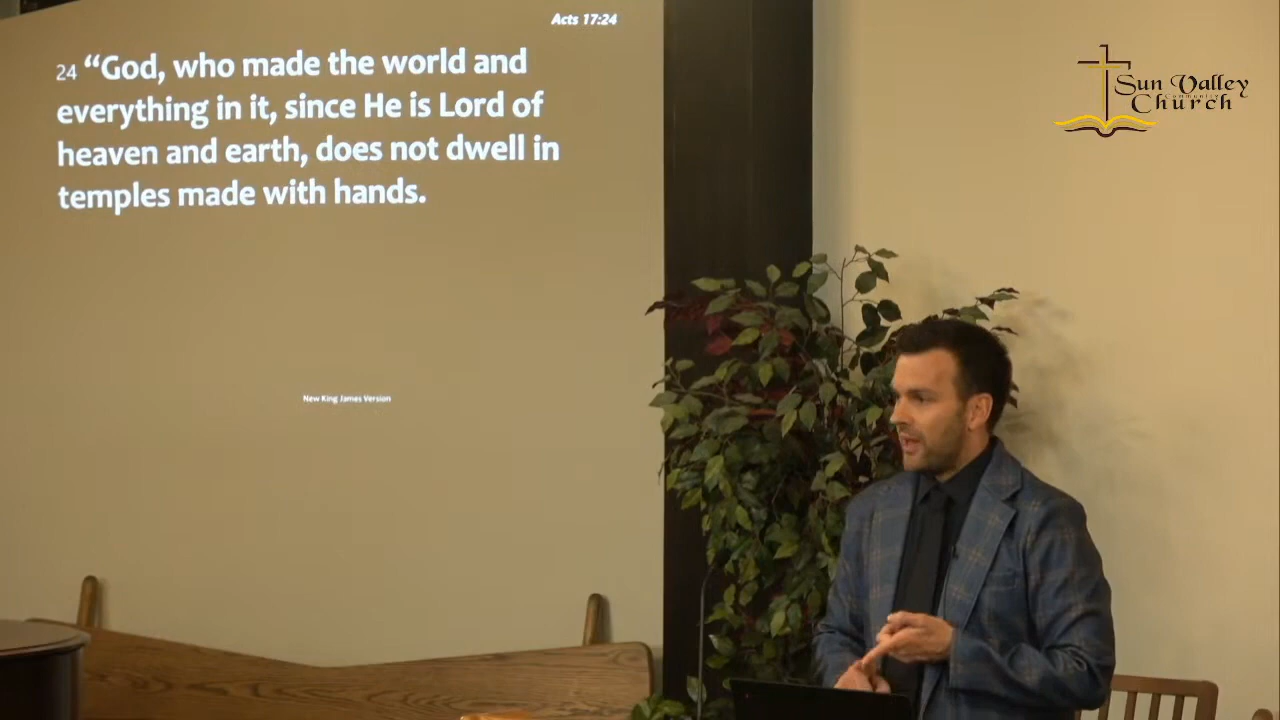 Acts 17:24
24 “God, who made the world and
everything in it, since He is Lord of
heaven and earth, does not dwell in
temples made with hands.
New King James Version
Sun Valley
Community
Church